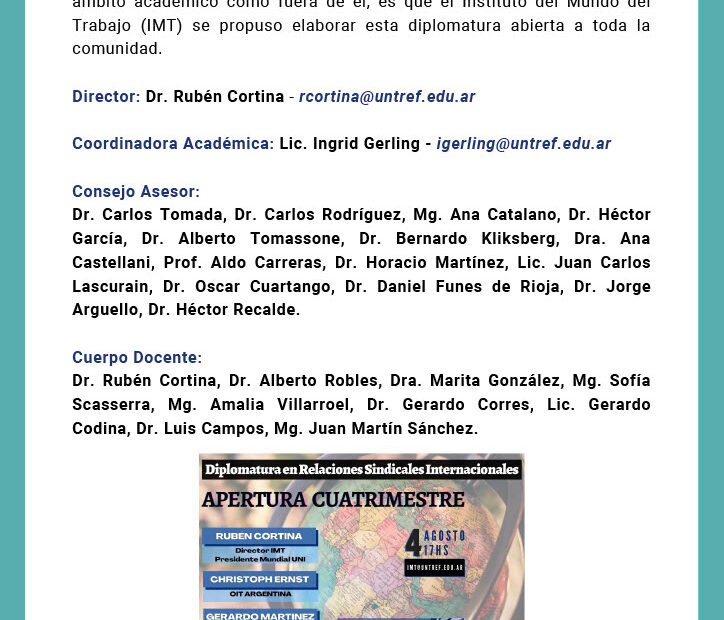 ámbito académico como fuera de él, es que el Instituto del Mundo del
Trabajo (IMT) se propuso elaborar esta diplomatura abierta a toda la
comunidad.
Director: Dr. Rubén Cortina - rcortina@untref.edu.ar
Coordinadora Académica: Lic. Ingrid Gerling - igerling@untref.edu.ar
Consejo Asesor:
Dr. Carlos Tomada, Dr. Carlos Rodríguez, Mg. Ana Catalano, Dr. Héctor
García, Dr. Alberto Tomassone, Dr. Bernardo Kliksberg, Dra. Ana
Castellani, Prof. Aldo Carreras, Dr. Horacio Martínez, Lic. Juan Carlos
Lascurain, Dr. Oscar Cuartango, Dr. Daniel Funes de Rioja, Dr. Jorge
Arguello, Dr. Héctor Recalde.
Cuerpo Docente:
Dr. Rubén Cortina, Dr. Alberto Robles, Dra. Marita González, Mg. Sofía
Scasserra, Mg. Amalia Villarroel, Dr. Gerardo Corres, Lic. Gerardo
Codina, Dr. Luis Campos, Mg. Juan Martín Sánchez.
Diplomatura en Relaciones Sindicales Internacionales
APERTURA CUATRIMESTRE
4 AGOSTO
17HS
IMT@UNTREF.EDU.AR
RUBEN CORTINA
Director IMT
Presidente Mundial UNI
CHRISTOPH ERNST
OIT ARGENTINA
GERARDO MARTINEZ